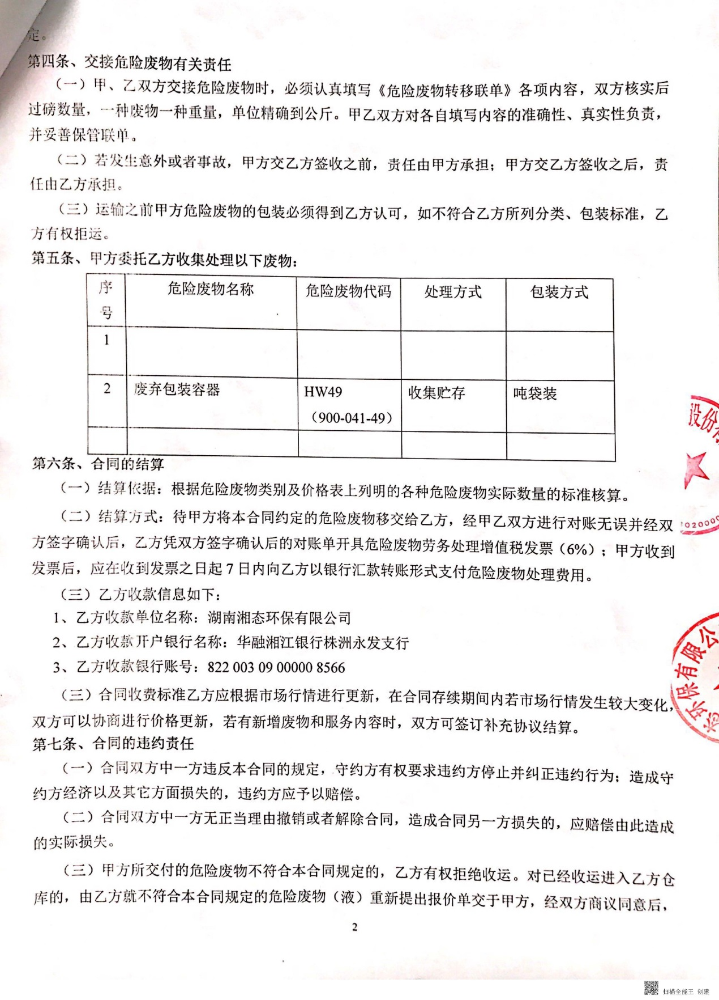 定。
第四条、交接危险废物有关责任
（一）甲、乙双方交接危险废物时，必须认真填写《危险废物转移联单》各项内容，双方核实后
过磅数量，一种废物一种重量，单位精确到公斤。甲乙双方对各自填写内容的准确性、真实性负责，
并妥善保管联单。
（二）若发生意外或者事故，甲方交乙方签收之前，责任由甲方承担；甲方交乙方签收之后，责
任由乙方承担。
（三）运输之前甲方危险废物的包装必须得到乙方认可，如不符合乙方所列分类、包装标准，乙
方有权拒运。
第五条、甲方委托乙方收集处理以下废物：
序号 危险废物名称 危险废物代码 处理方式 包装方式
1
2 废弃包装容器 HW49 收集贮存 吨袋装
（900-041-49）
第六条、合同的结算
（一）结算依据：根据危险废物类别及价格表上列明的各种危险废物实际数量的标准核算。
（二）结算方式：待甲方将本合同约定的危险废物移交给乙方，经甲乙双方进行对账无误并经双
方签字确认后，乙方凭双方签字确认后的对账单开具危险废物劳务处理增值税发票（6%）；甲方收到
发票后，应在收到发票之日起 7 日内向乙方以银行汇款转账形式支付危险废物处理费用。
（三）乙方收款信息如下：
1、乙方收款单位名称：湖南湘态环保有限公司
2、乙方收款开户银行名称：华融湘江银行株洲永发支行
3、乙方收款银行账号：822 003 09 00000 8566
（三）合同收费标准乙方应根据市场行情进行更新，在合同存续期间内若市场行情发生较大变化，
双方可以协商进行价格更新，若有新增废物和服务内容时，双方可签订补充协议结算。
第七条、合同的违约责任
（一）合同双方中一方违反本合同的规定，守约方有权要求违约方停止并纠正违约行为；造成守
约方经济以及其它方面损失的，违约方应予以赔偿。
（二）合同双方中一方无正当理由撤销或者解除合同，造成合同另一方损失的，应赔偿由此造成
的实际损失。
（三）甲方所交付的危险废物不符合本合同规定的，乙方有权拒绝收运。对已经收运进入乙方仓
库的，由乙方就不符合本合同规定的危险废物（液）重新提出报价单交于甲方，经双方商议同意后，
2
股份有
020000
态环保有限公
扫描全能王 创建